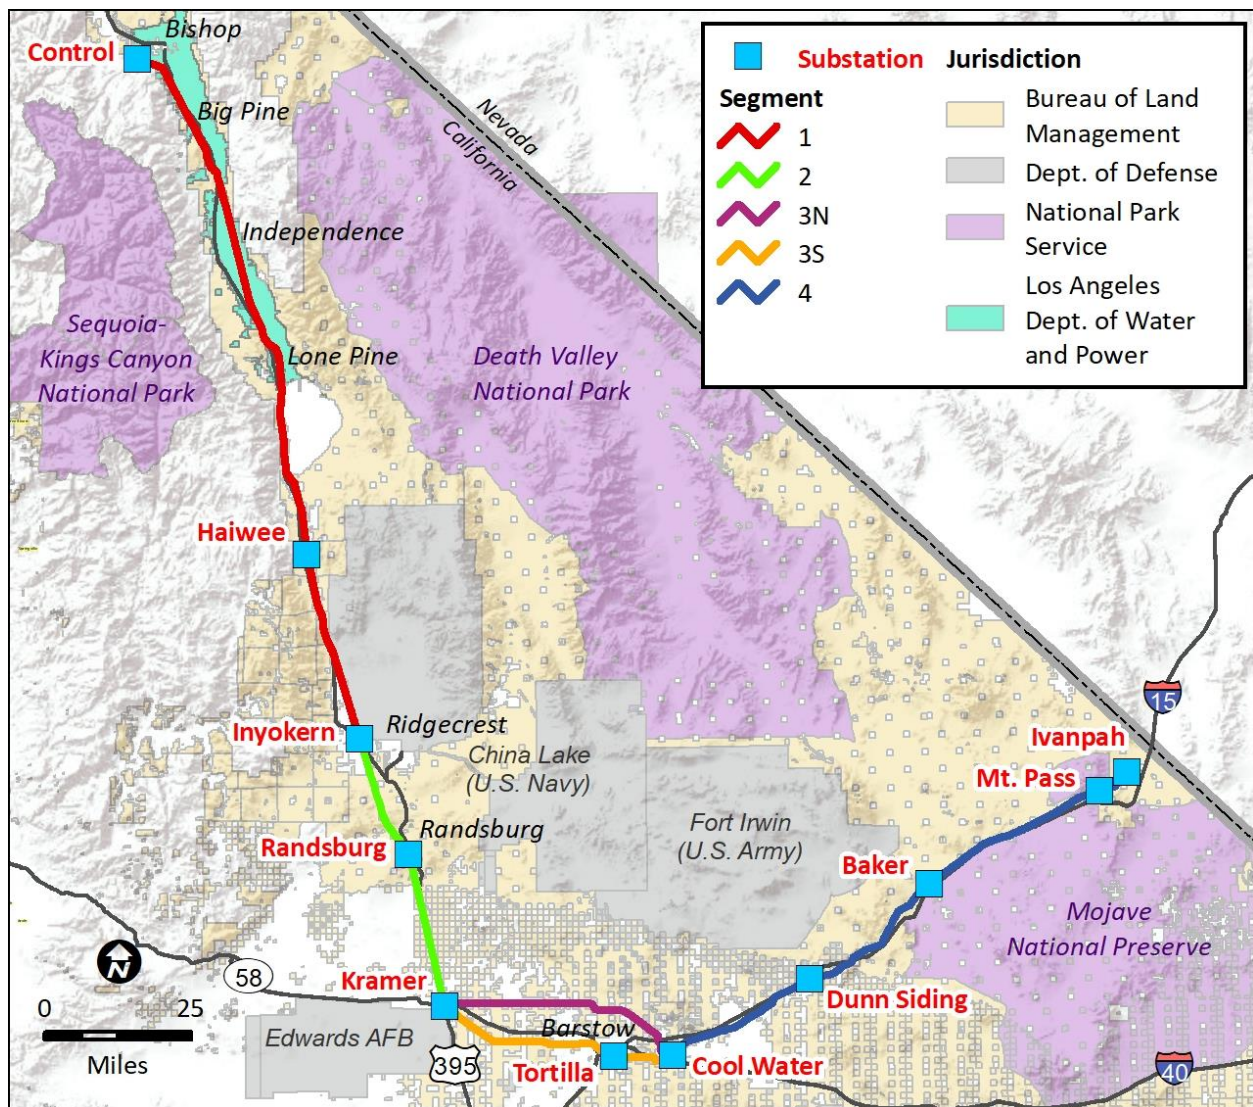 Bishop
Control
Big Pine
Nevada
California
Independence
Sequoia-
Kings Canyon
National Park
Lone Pine
Death Valley
National Park
Substation
Segment
1
2
3N
3S
4
Jurisdiction
Bureau of Land
Management
Dept. of Defense
National Park
Service
Los Angeles
Dept. of Water
and Power
Haiwee
Inyokern
Ridgecrest
China Lake
(U.S. Navy)
15
Ivanpah
Mt. Pass
Randsburg
Randsburg
Fort Irwin
(U.S. Army)
Baker
Mojave
National Preserve
N
0 25
Miles
58
Kramer
Dunn Siding
Edwards AFB
Barstow
395
Tortilla
Cool Water
40